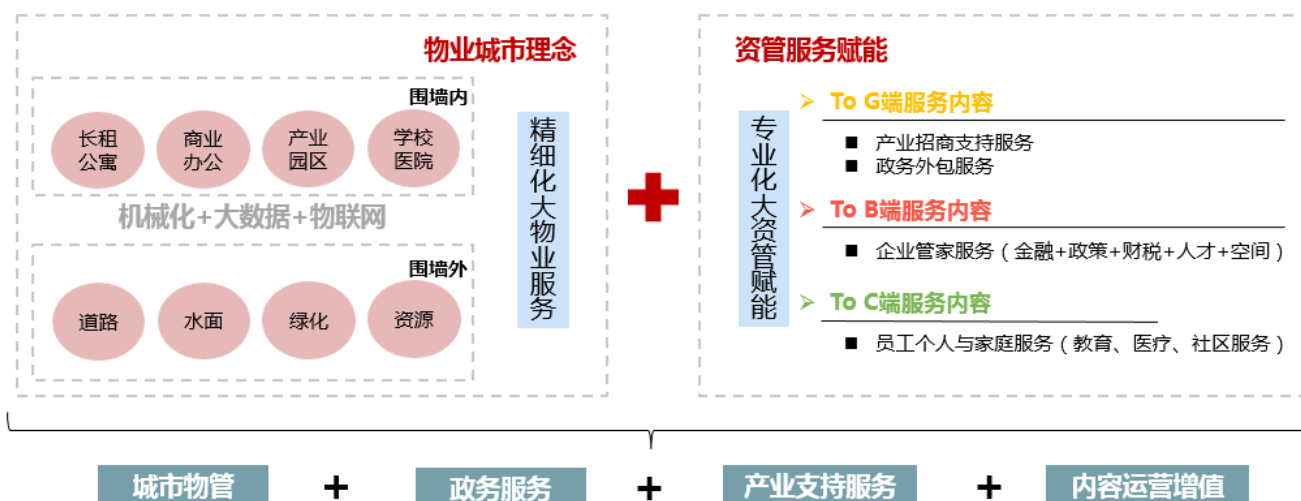 物业城市理念
围墙内
长租
公寓
商业
办公
产业
园区
学校
医院
机械化+大数据+物联网
围墙外
道路
水面
绿化
资源
精细化大物业服务
+
资管服务赋能
专业化大资管赋能
➢ To G端服务内容
■ 产业招商支持服务
■ 政务外包服务
➢ To B端服务内容
■ 企业管家服务（金融+政策+财税+人才+空间）
➢ To C端服务内容
■ 员工个人与家庭服务（教育、医疗、社区服务）
城市物管 + 政务服务 + 产业支持服务 + 内容运营增值